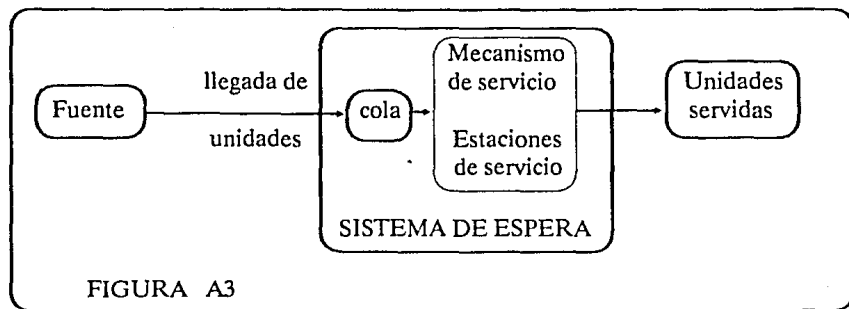 Fuente
llegada de
unidades
cola
Mecanismo
de servicio
Estaciones
de servicio
SISTEMA DE ESPERA
Unidades
servidas
FIGURA A3